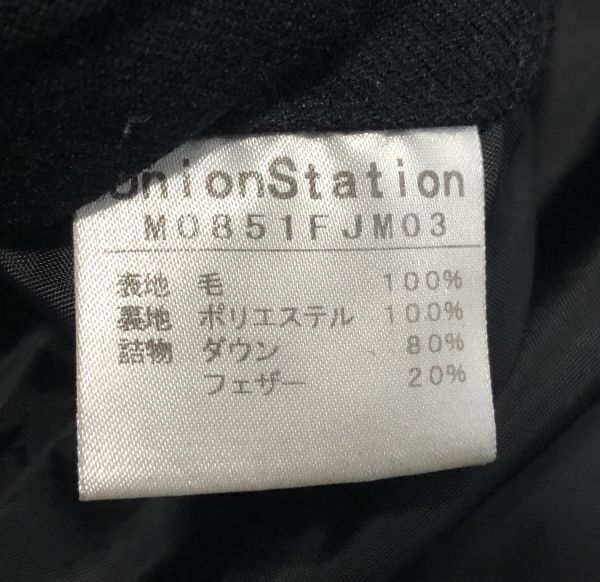 UnionStation
M0851FJM03
表地 毛 100%
裏地 ポリエステル 100%
詰物 ダウン 80%
フェザー 20%